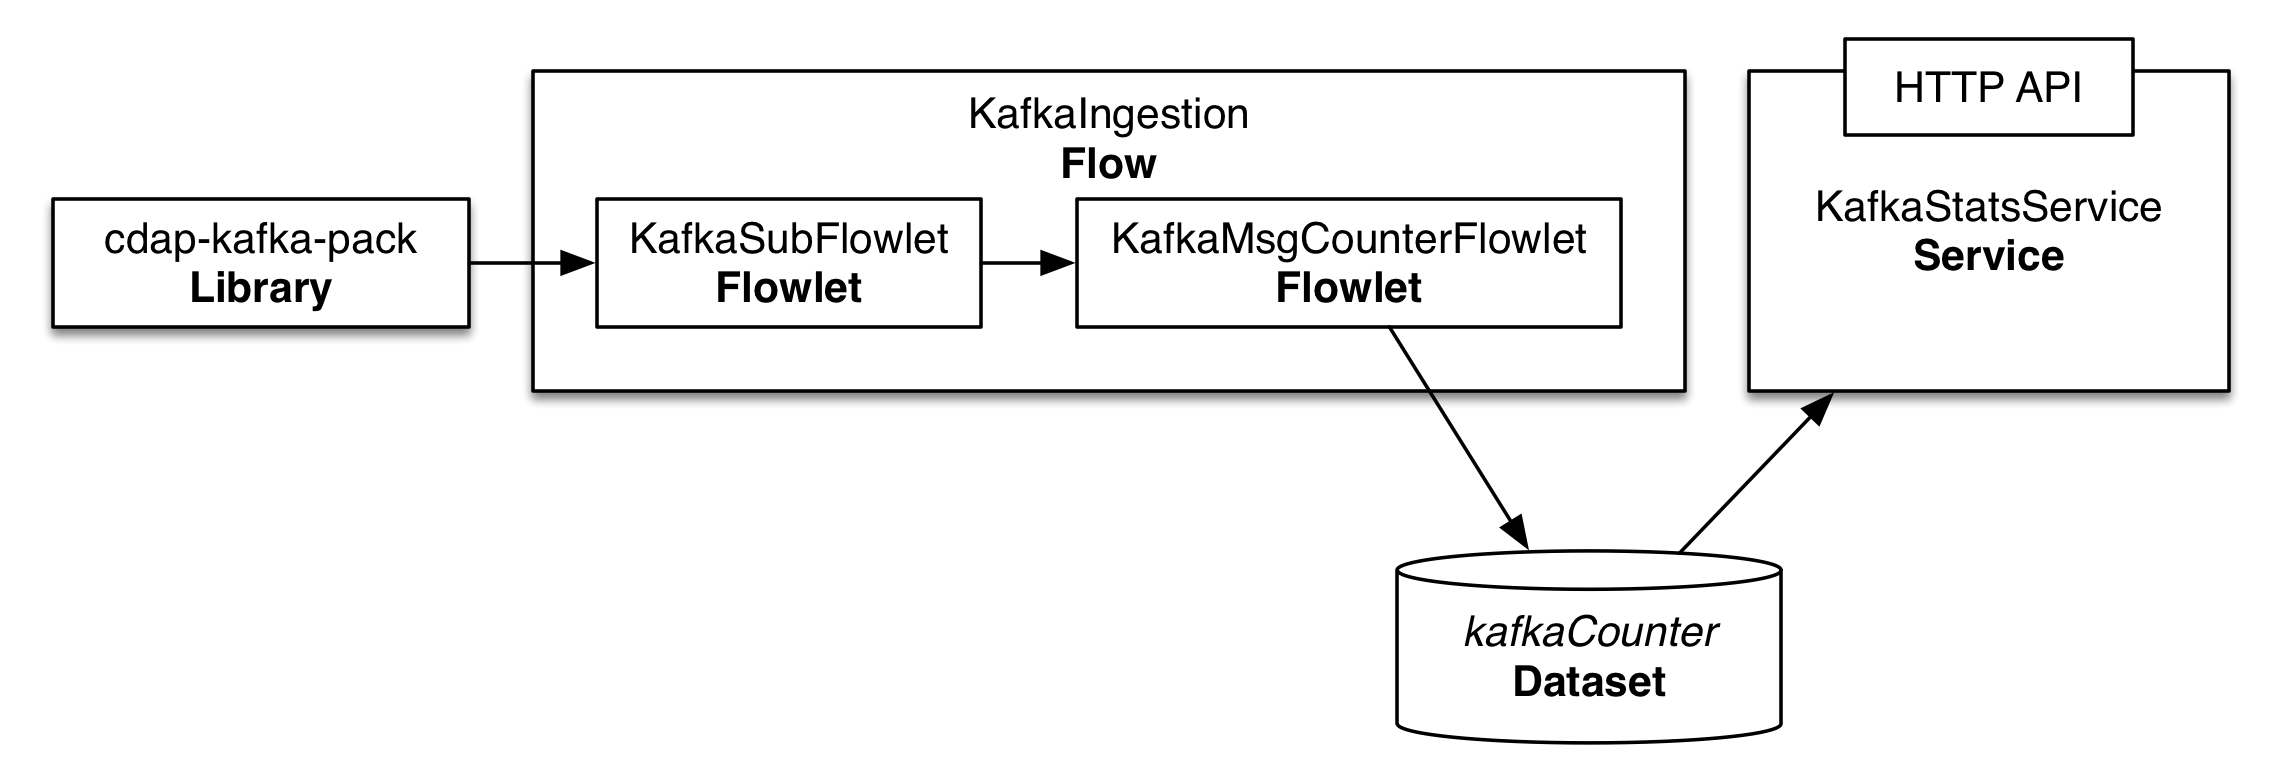 KafkaIngestion
Flow
cdap-kafka-pack
Library
KafkaSubFlowlet
Flowlet
KafkaMsgCounterFlowlet
Flowlet
HTTP API
KafkaStatsService
Service
kafkaCounter
Dataset